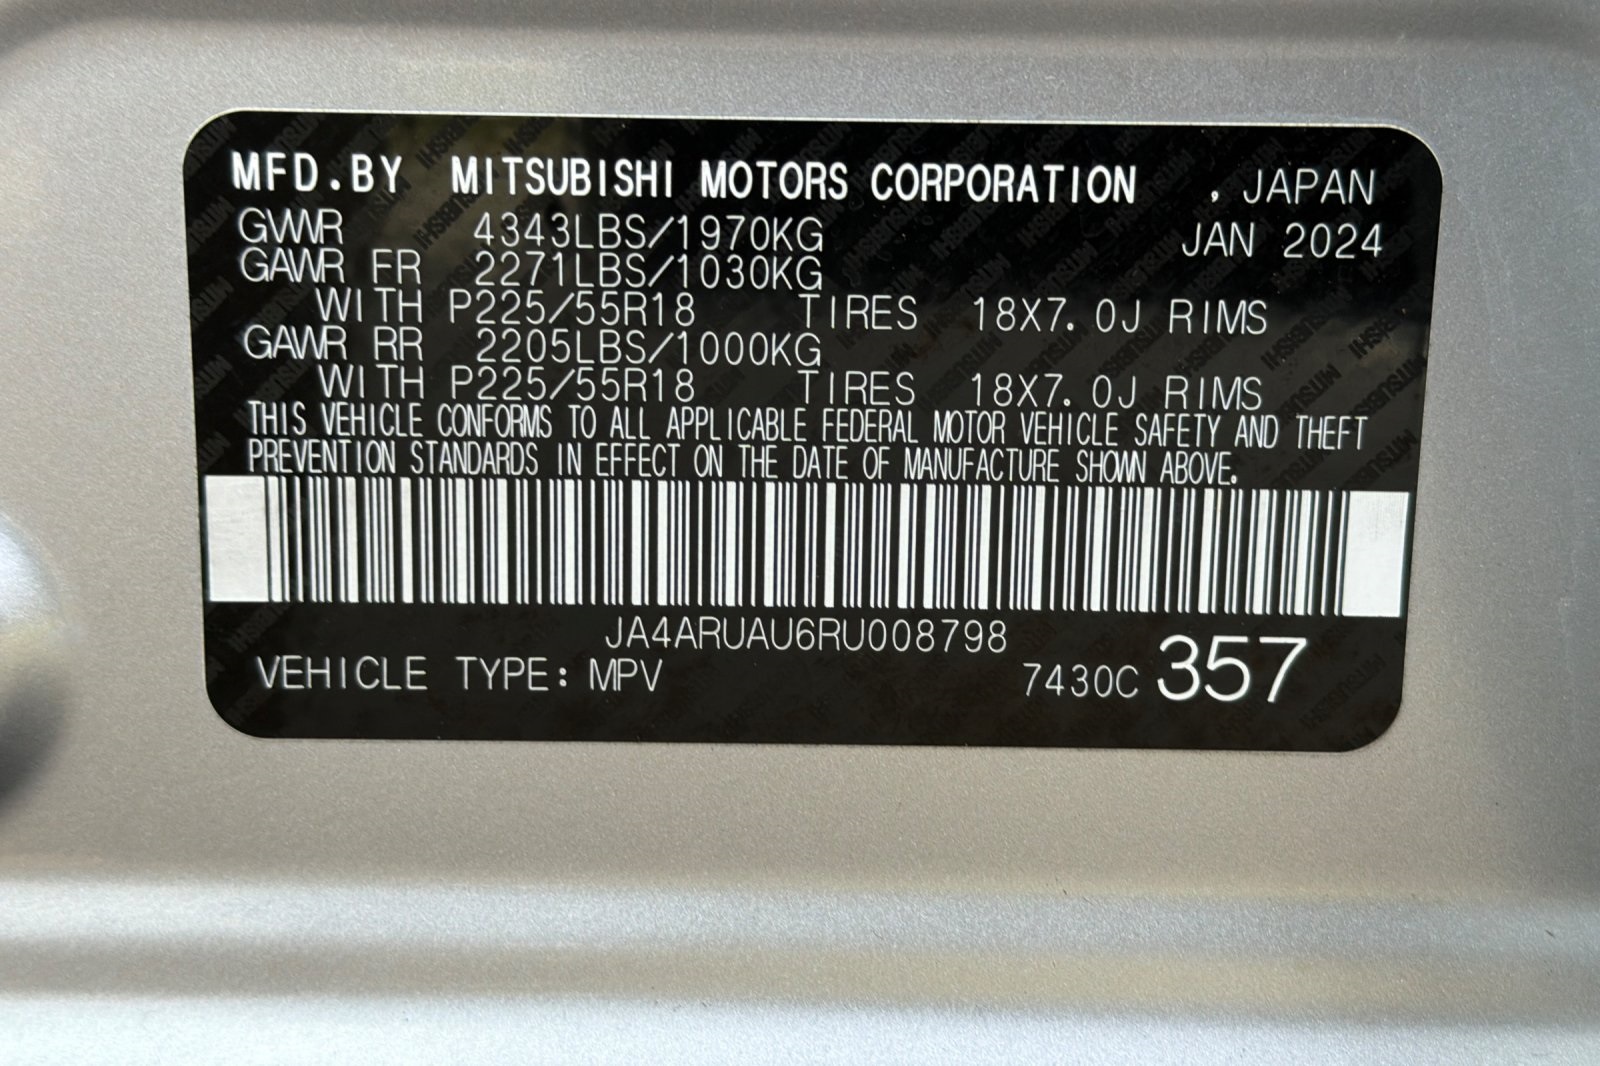 MFD.BY MITSUBISHI MOTORS CORPORATION , JAPAN
GVWR 4343LBS/1970KG JAN 2024
GAWR FR 2271LBS/1030KG
WITH P225/55R18 TIRES 18X7.0J RIMS
GAWR RR 2205LBS/1000KG
WITH P225/55R18 TIRES 18X7.0J RIMS
THIS VEHICLE CONFORMS TO ALL APPLICABLE FEDERAL MOTOR VEHICLE SAFETY AND THEFT
PREVENTION STANDARDS IN EFFECT ON THE DATE OF MANUFACTURE SHOWN ABOVE.
JA4ARUAU6RU008798
VEHICLE TYPE: MPV 7430C 357